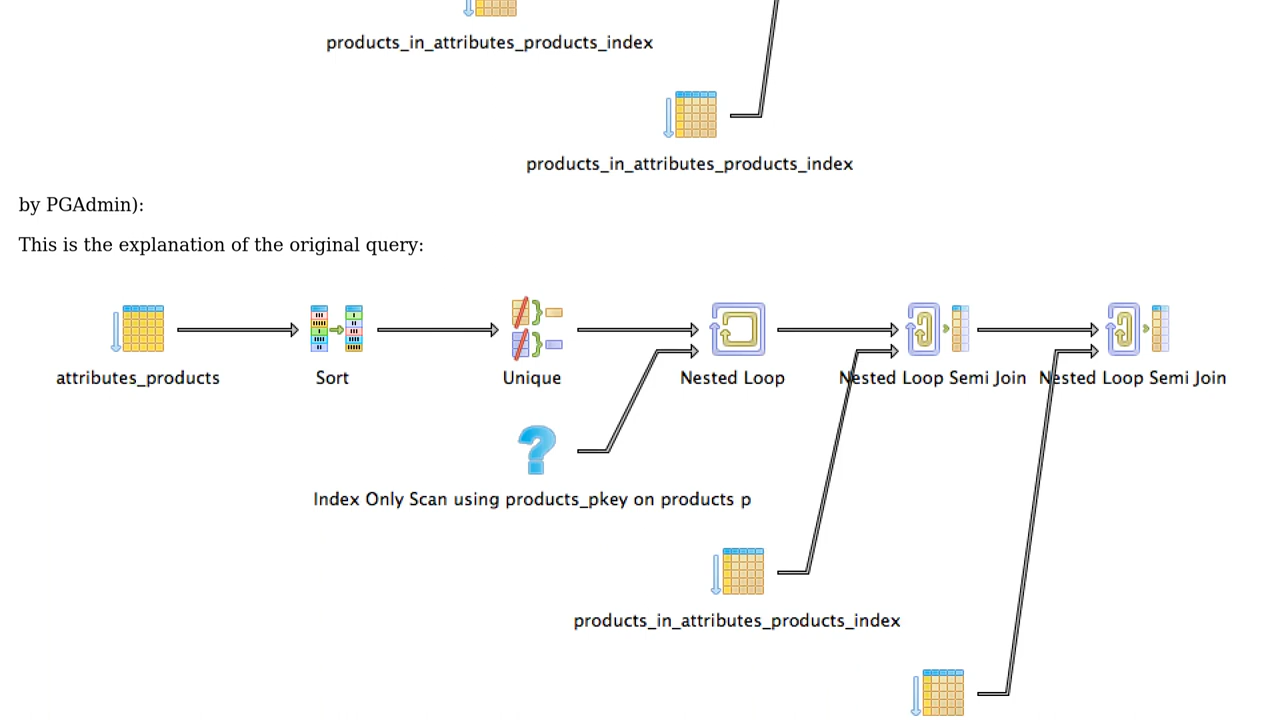 products_in_attributes_products_index
products_in_attributes_products_index
by PGAdmin):
This is the explanation of the original query:
attributes_products
Sort
Unique
Nested Loop
Nested Loop Semi Join
Nested Loop Semi Join
Index Only Scan using products_pkey on products p
products_in_attributes_products_index